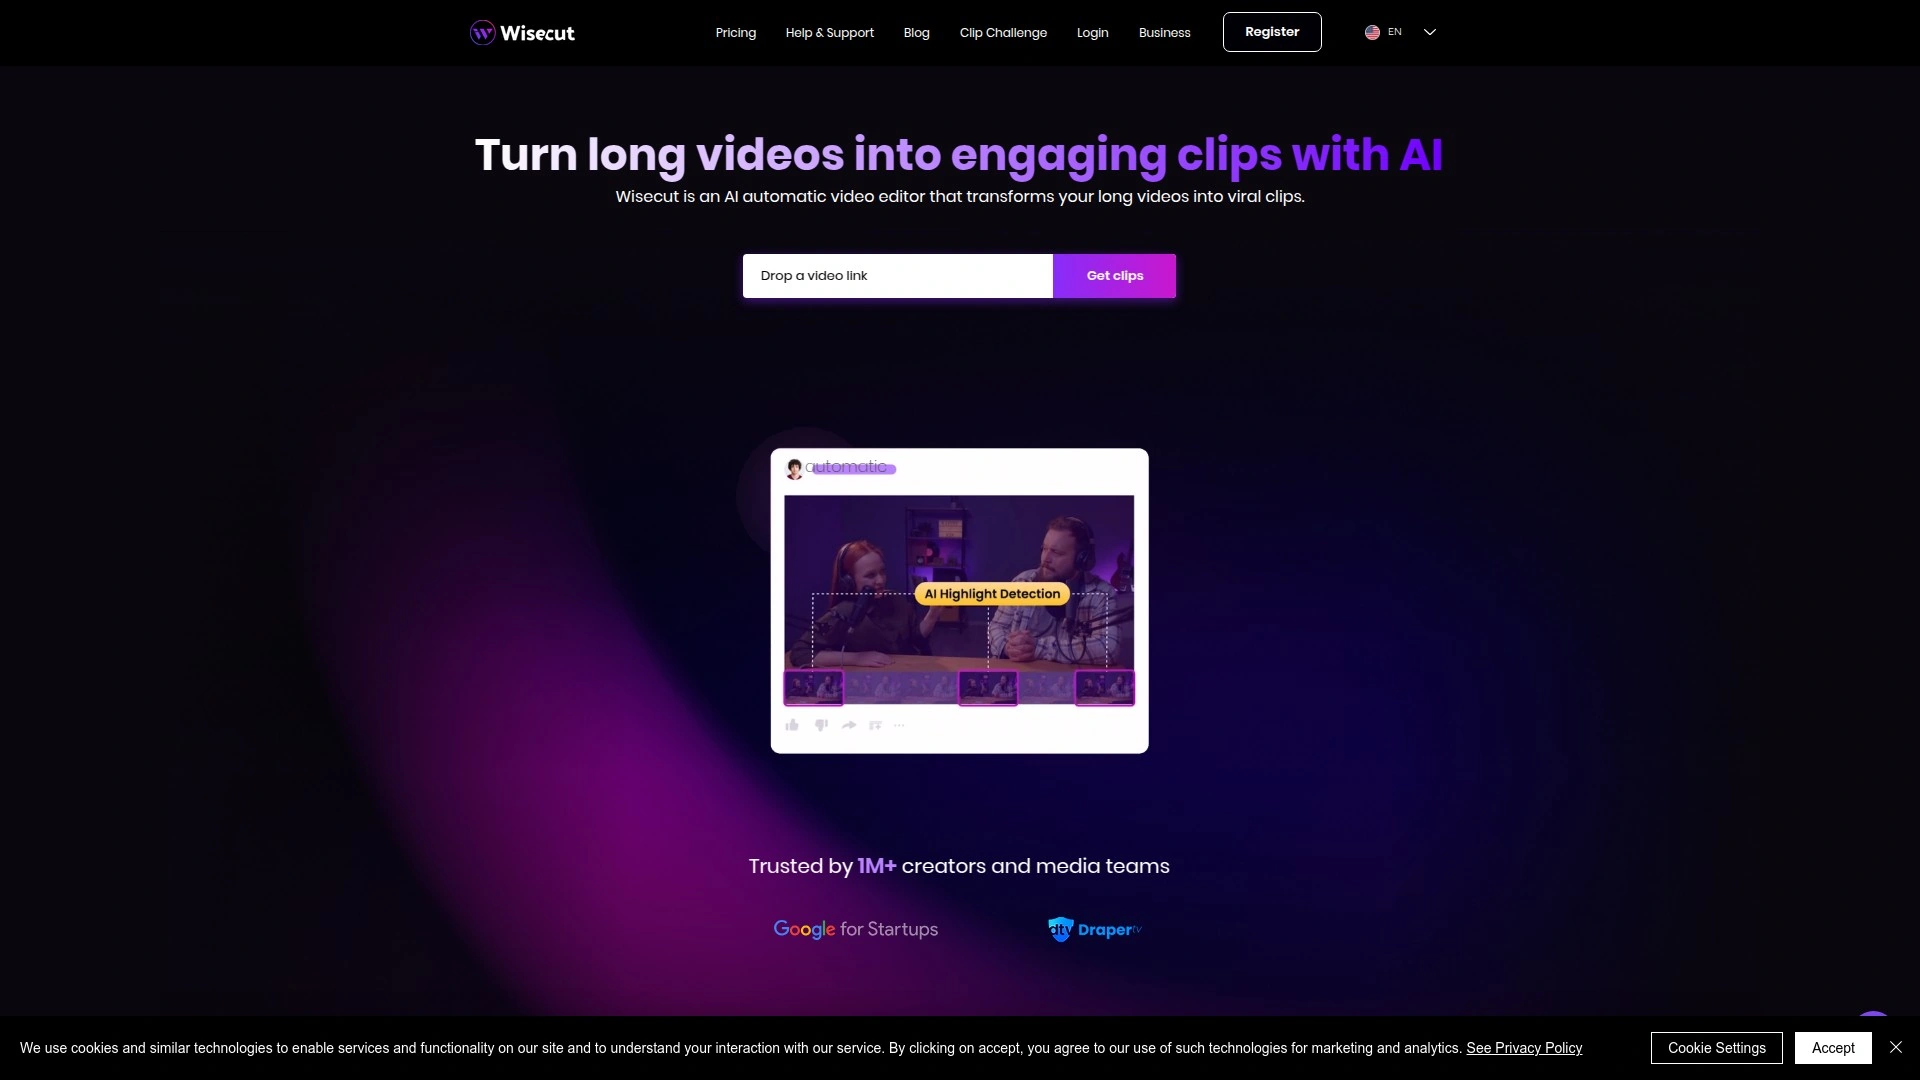 Wisecut
Pricing
Help & Support
Blog
Clip Challenge
Login
Business
Register
EN
Turn long videos into engaging clips with AI
Wisecut is an AI automatic video editor that transforms your long videos into viral clips.
Drop a video link
Get clips
automatic
AI Highlight Detection
Trusted by 1M+ creators and media teams
Google for Startups
dtv Draper tv
We use cookies and similar technologies to enable services and functionality on our site and to understand your interaction with our service. By clicking on accept, you agree to our use of such technologies for marketing and analytics. See Privacy Policy
Cookie Settings
Accept